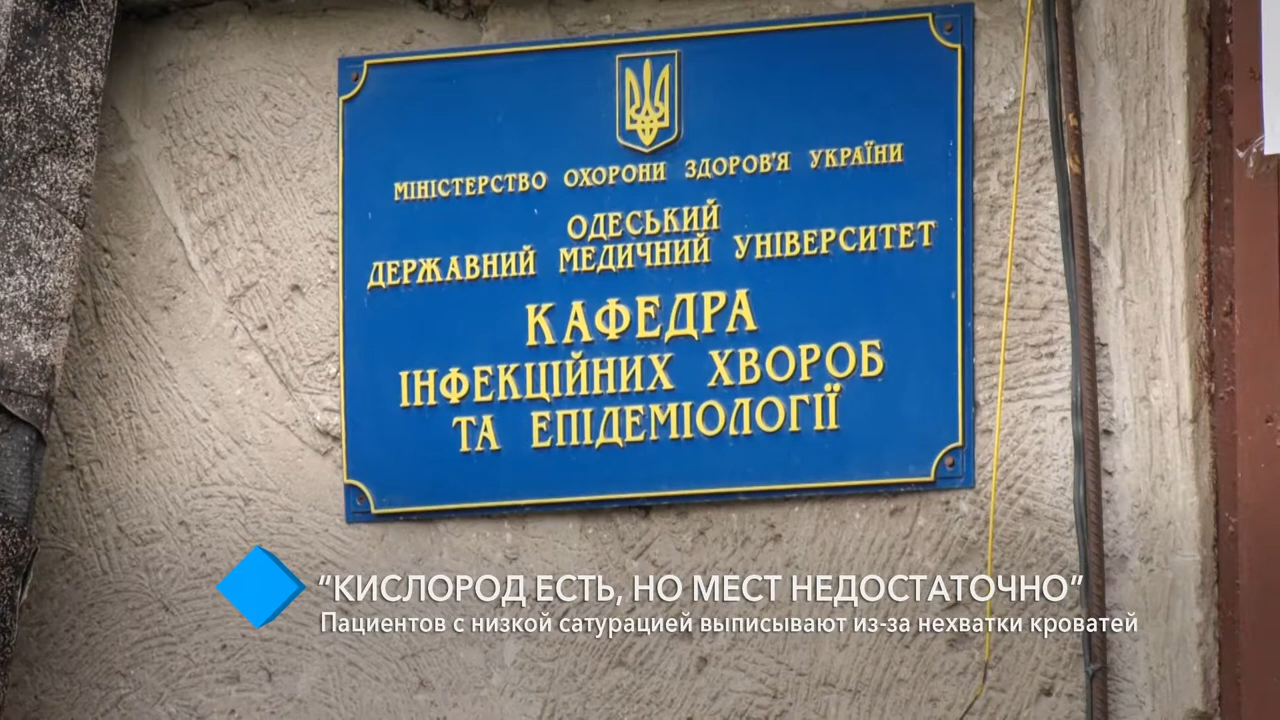 МІНІСТЕРСТВО ОХОРОНИ ЗДОРОВ'Я УКРАЇНИ
ОДЕСЬКИЙ
ДЕРЖАВНИЙ МЕДИЧНИЙ УНІВЕРСИТЕТ
КАФЕДРА
ІНФЕКЦІЙНИХ ХВОРОБ
ТА ЕПІДЕМІОЛОГІЇ
“КИСЛОРОД ЕСТЬ, НО МЕСТ НЕДОСТАТОЧНО”
Пациентов с низкой сатурацией выписывают из-за нехватки кроватей